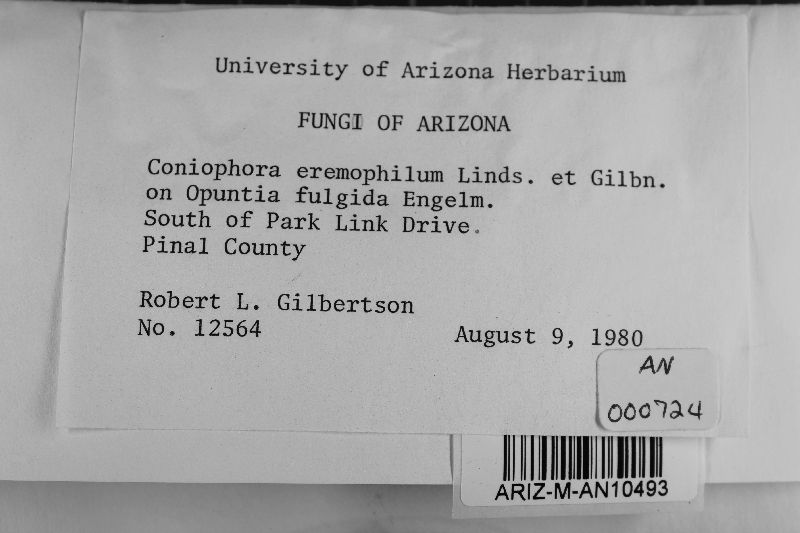 University of Arizona Herbarium
FUNGI OF ARIZONA
Coniophora eremophilum Linds. et Gilbn.
on Opuntia fulgida Engelm.
South of Park Link Drive.
Pinal County
Robert L. Gilbertson
No. 12564 August 9, 1980
AN
000724
ARIZ-M-AN10493